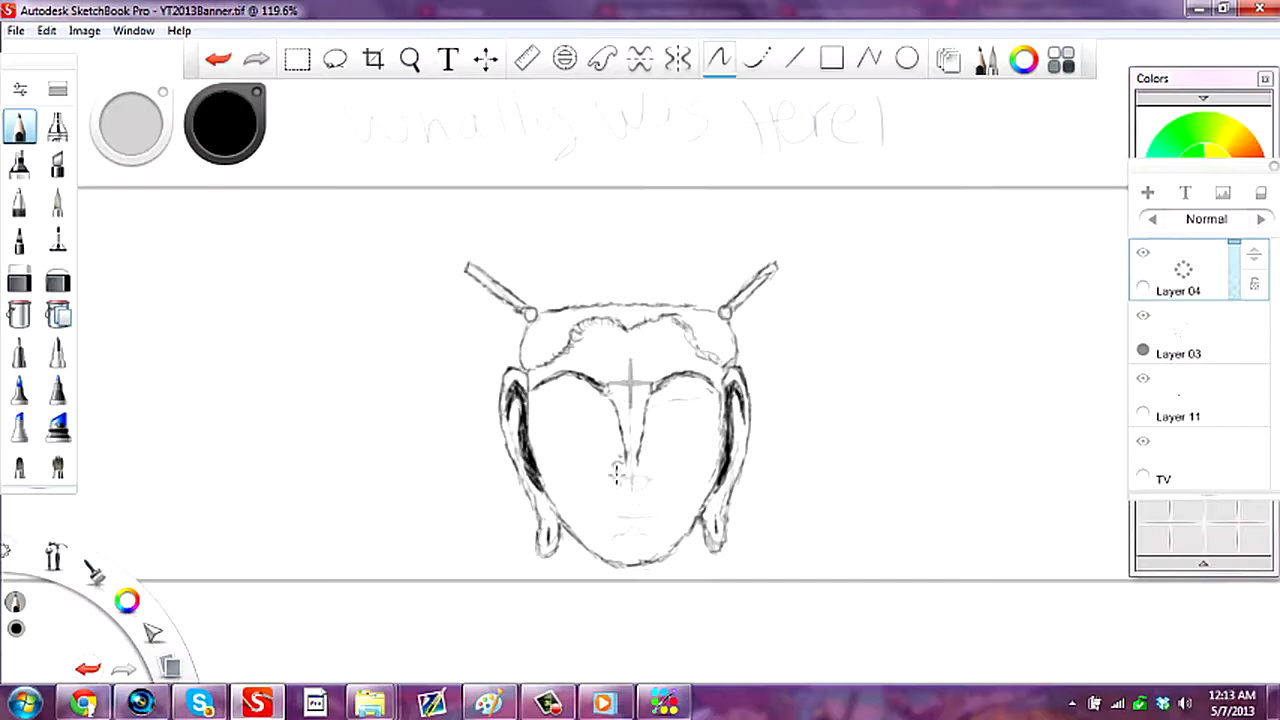 Autodesk SketchBook Pro - YT2013Banner.tif @ 119.6%
File Edit Image Window Help
T
Colors
T
Normal
Layer 04
Layer 03
Layer 11
TV
12:13 AM
5/7/2013